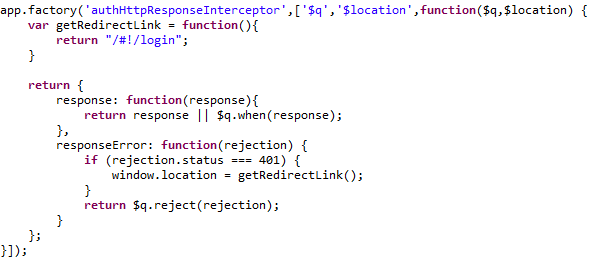 app.factory('authHttpResponseInterceptor',['$q','$location',function($q,$location) {
    var getRedirectLink = function(){
        return "/#!/login";
    }

    return {
        response: function(response){
            return response || $q.when(response);
        },
        responseError: function(rejection) {
            if (rejection.status === 401) {
                window.location = getRedirectLink();
            }
            return $q.reject(rejection);
        }
    };
}]);